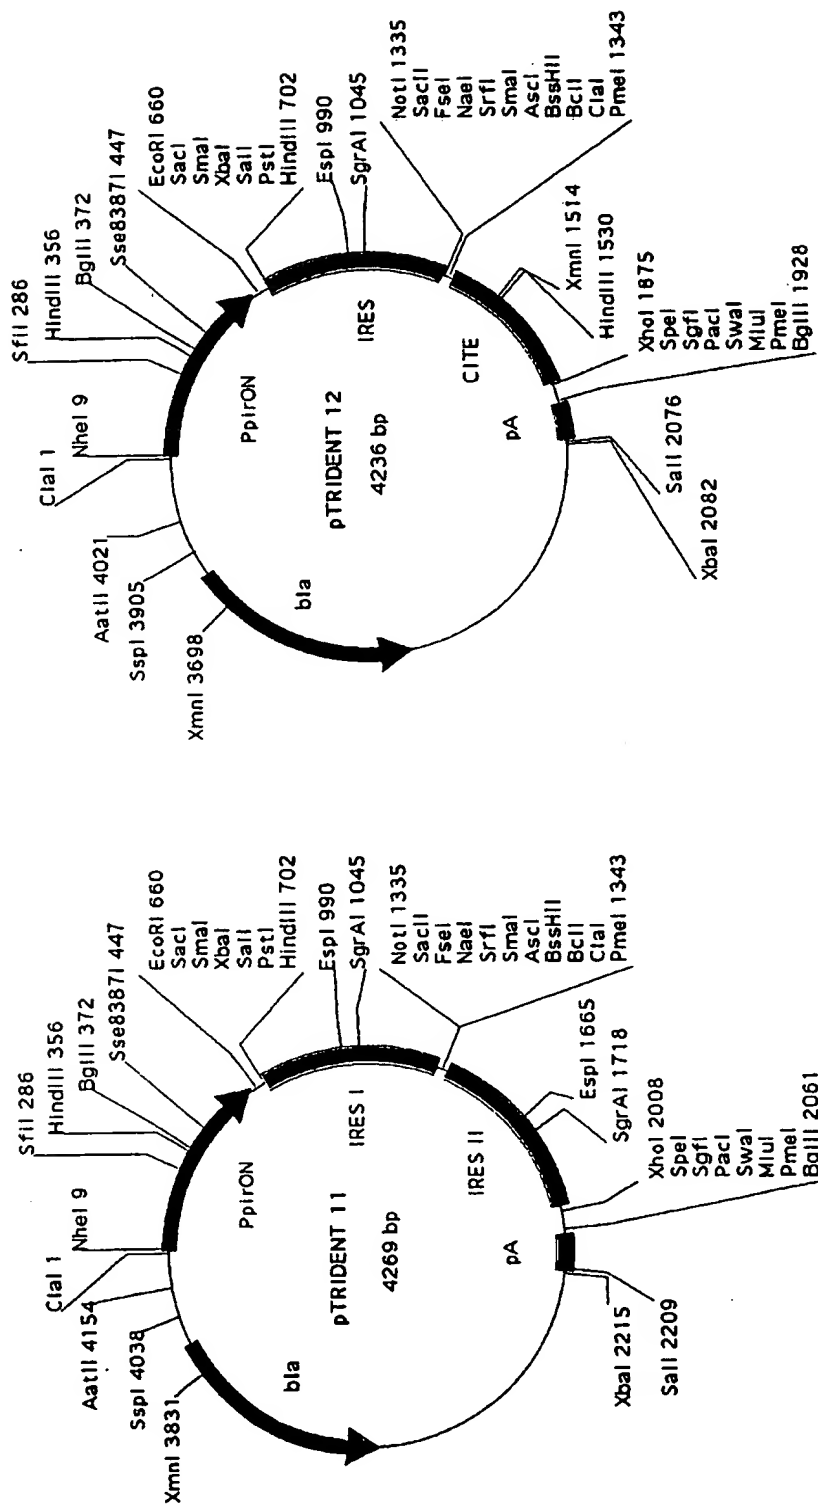 ClaI 1
NheI 9
SfiI 286
HindIII 356
BglII 372
Sse8387I 447
EcoRI 660
SacI
SmaI
XbaI
SalI
PstI
HindIII 702
EspI 990
SgrAI 1045
NotI 1335
SacII
FseI
NaeI
SrfI
SmaI
AscI
BssHII
BclI
ClaI
PmeI 1343
EspI 1665
SgrAI 1718
XhoI 2008
SpeI
SgfI
PacI
SwaI
MluI
PmeI
BglII 2061
SalI 2209
XbaI 2215
XmnI 3831
SspI 4038
AatII 4154
PpirON
IRES I
IRES II
pA
bla
pTRIDENT 11
4269 bp
ClaI 1
NheI 9
SfiI 286
HindIII 356
BglII 372
Sse8387I 447
EcoRI 660
SacI
SmaI
XbaI
SalI
PstI
HindIII 702
EspI 990
SgrAI 1045
NotI 1335
SacII
FseI
NaeI
SrfI
SmaI
AscI
BssHII
BclI
ClaI
PmeI 1343
XmnI 1514
HindIII 1530
XhoI 1875
SpeI
SgfI
PacI
SwaI
MluI
PmeI
BglII 1928
SalI 2076
XbaI 2082
XmnI 3698
SspI 3905
AatII 4021
PpirON
IRES
CITE
pA
bla
pTRIDENT 12
4236 bp